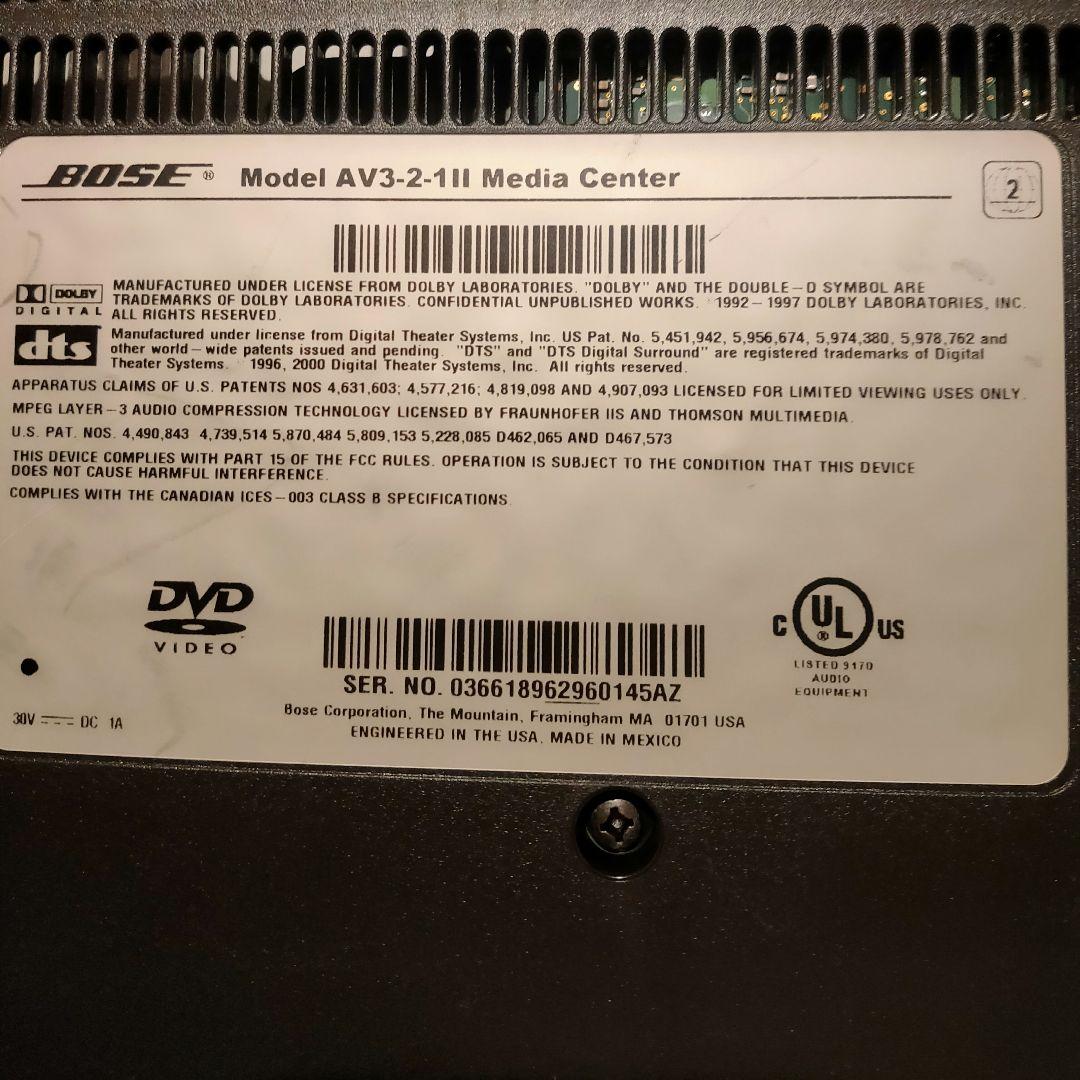 BOSE® Model AV3-2-1II Media Center
2
DOLBY
DIGITAL
MANUFACTURED UNDER LICENSE FROM DOLBY LABORATORIES. "DOLBY" AND THE DOUBLE-D SYMBOL ARE
TRADEMARKS OF DOLBY LABORATORIES. CONFIDENTIAL UNPUBLISHED WORKS. 1992-1997 DOLBY LABORATORIES, INC.
ALL RIGHTS RESERVED.
dts
Manufactured under license from Digital Theater Systems, Inc. US Pat. No. 5,451,942, 5,956,674, 5,974,380, 5,978,762 and
other world-wide patents issued and pending. "DTS" and "DTS Digital Surround" are registered trademarks of Digital
Theater Systems. 1996, 2000 Digital Theater Systems, Inc. All rights reserved.
APPARATUS CLAIMS OF U.S. PATENTS NOS 4,631,603; 4,577,216; 4,819,098 AND 4,907,093 LICENSED FOR LIMITED VIEWING USES ONLY.
MPEG LAYER-3 AUDIO COMPRESSION TECHNOLOGY LICENSED BY FRAUNHOFER IIS AND THOMSON MULTIMEDIA.
U.S. PAT. NOS. 4,490,843 4,739,514 5,870,484 5,809,153 5,228,085 D462,065 AND D467,573
THIS DEVICE COMPLIES WITH PART 15 OF THE FCC RULES. OPERATION IS SUBJECT TO THE CONDITION THAT THIS DEVICE
DOES NOT CAUSE HARMFUL INTERFERENCE.
COMPLIES WITH THE CANADIAN ICES-003 CLASS B SPECIFICATIONS.
DVD
VIDEO
C UL® US
LISTED 9170
AUDIO
EQUIPMENT
SER. NO. 036618962960145AZ
Bose Corporation, The Mountain, Framingham MA 01701 USA
ENGINEERED IN THE USA, MADE IN MEXICO
30V DC 1A